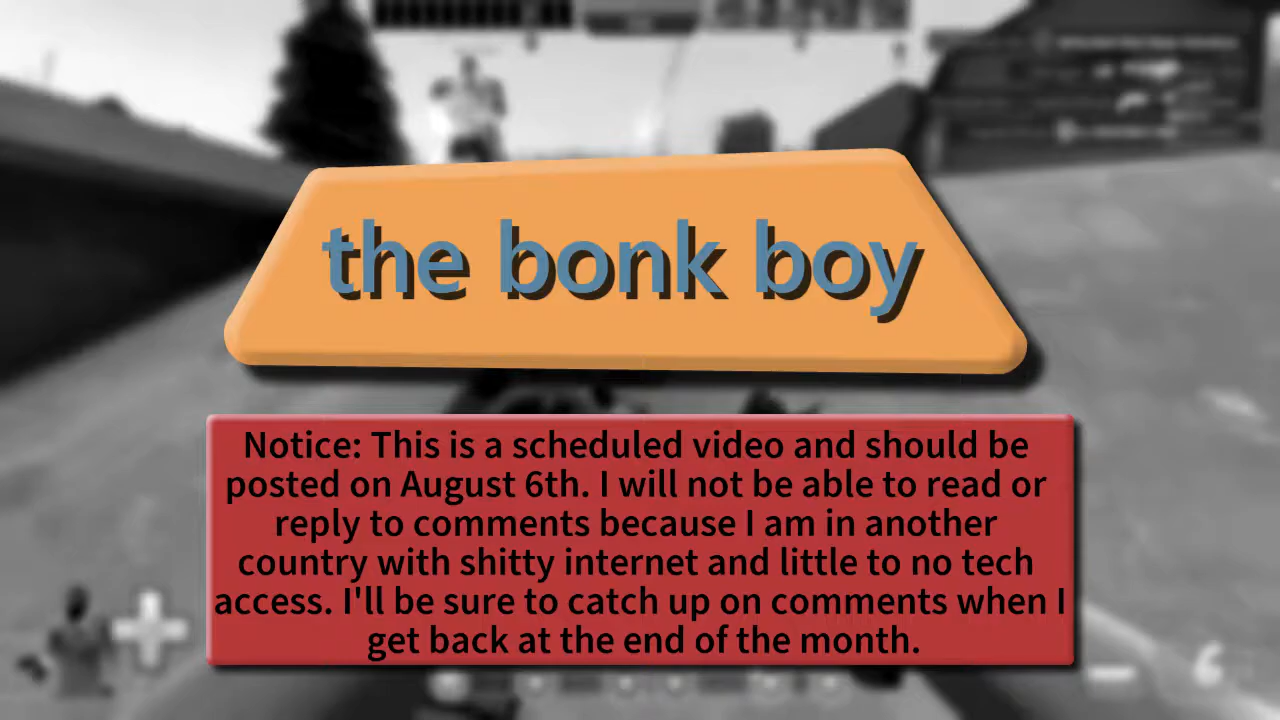 the bonk boy
Notice: This is a scheduled video and should be
posted on August 6th. I will not be able to read or
reply to comments because I am in another
country with shitty internet and little to no tech
access. I'll be sure to catch up on comments when I
get back at the end of the month.